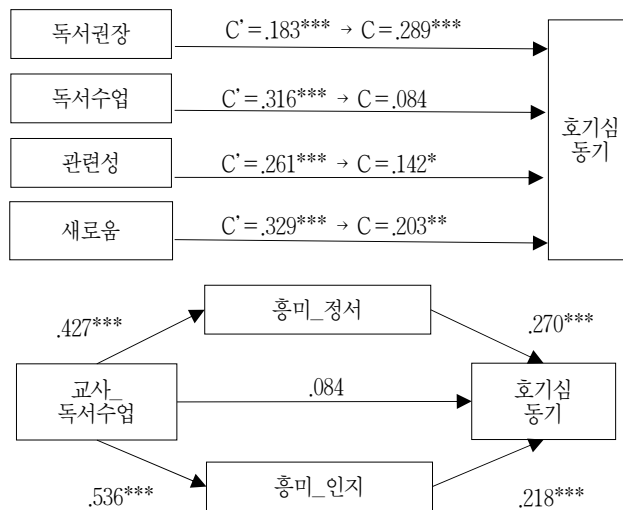 독서권장
C’=.183*** → C=.289***
독서수업
C’=.316*** → C=.084
호기심
동기
관련성
C’=.261*** → C=.142*
새로움
C’=.329*** → C=.203**
흥미_정서
.427***
.270***
교사_
독서수업
.084
호기심
동기
흥미_인지
.536***
.218***